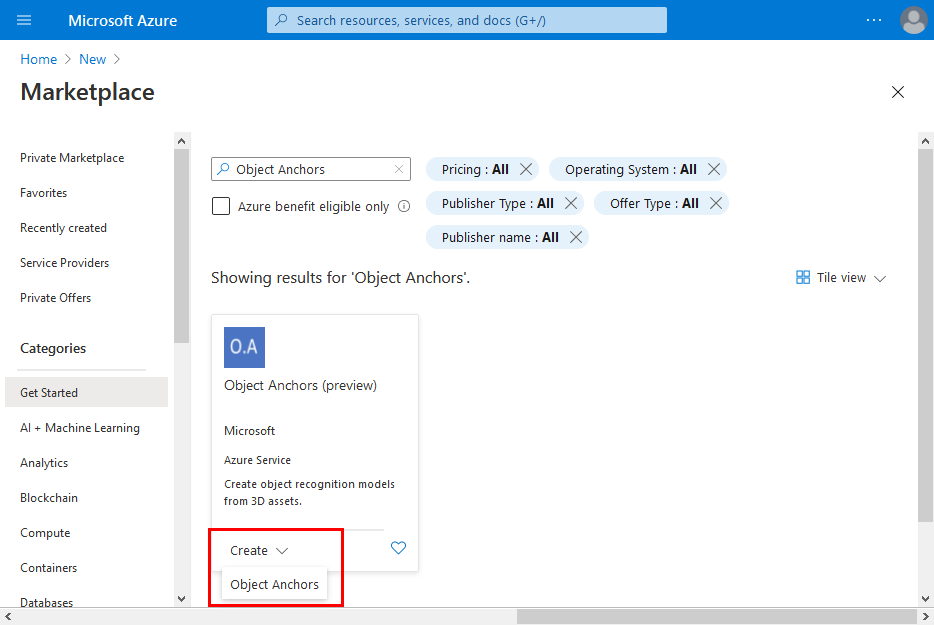 Microsoft Azure
Search resources, services, and docs (G+/)
...
Home > New >
Marketplace
Private Marketplace
Favorites
Recently created
Service Providers
Private Offers
Categories
Get Started
AI + Machine Learning
Analytics
Blockchain
Compute
Containers
Databases
Object Anchors
Pricing : All
Operating System : All
Azure benefit eligible only
Publisher Type : All
Offer Type : All
Publisher name : All
Showing results for 'Object Anchors'.
Tile view
O.A
Object Anchors (preview)
Microsoft
Azure Service
Create object recognition models
from 3D assets.
Create
Object Anchors